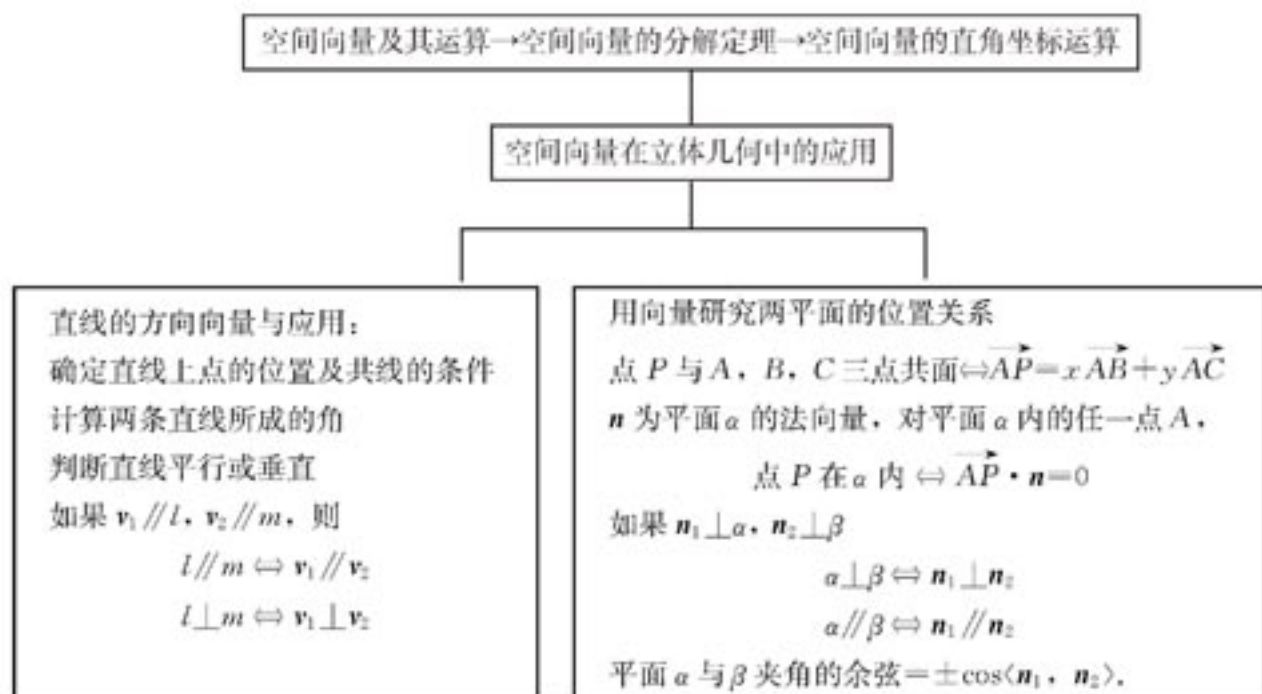 空间向量及其运算→空间向量的分解定理→空间向量的直角坐标运算
空间向量在立体几何中的应用
直线的方向向量与应用：
确定直线上点的位置及共线的条件
计算两条直线所成的角
判断直线平行或垂直
如果 v₁∥l，v₂∥m，则
l∥m⇔v₁∥v₂
l⊥m⇔v₁⊥v₂
用向量研究两平面的位置关系
点 P 与 A，B，C 三点共面⇔AP→=xAB→+yAC→
n 为平面 α 的法向量，对平面 α 内的任一点 A，
点 P 在 α 内 ⇔ AP→·n=0
如果 n₁⊥α，n₂⊥β
α⊥β⇔n₁⊥n₂
α∥β⇔n₁∥n₂
平面 α 与 β 夹角的余弦=±cos⟨n₁，n₂⟩.